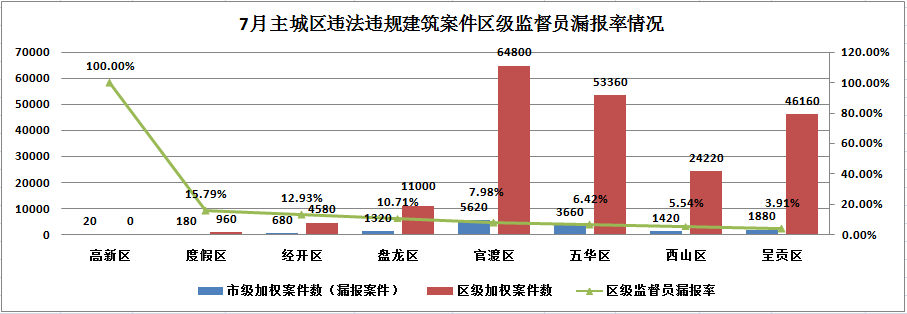 7月主城区违法违规建筑案件区级监督员漏报率情况
70000 120.00%
60000 100.00%
50000 80.00%
40000 60.00%
30000 40.00%
20000 20.00%
10000 0.00%
0
100.00% 15.79% 12.93% 10.71% 7.98% 6.42% 5.54% 3.91%
20 180 680 1320 5620 3660 1420 1880
0 960 4580 11000 64800 53360 24220 46160
高新区 度假区 经开区 盘龙区 官渡区 五华区 西山区 呈贡区
市级加权案件数（漏报案件） 区级加权案件数 区级监督员漏报率